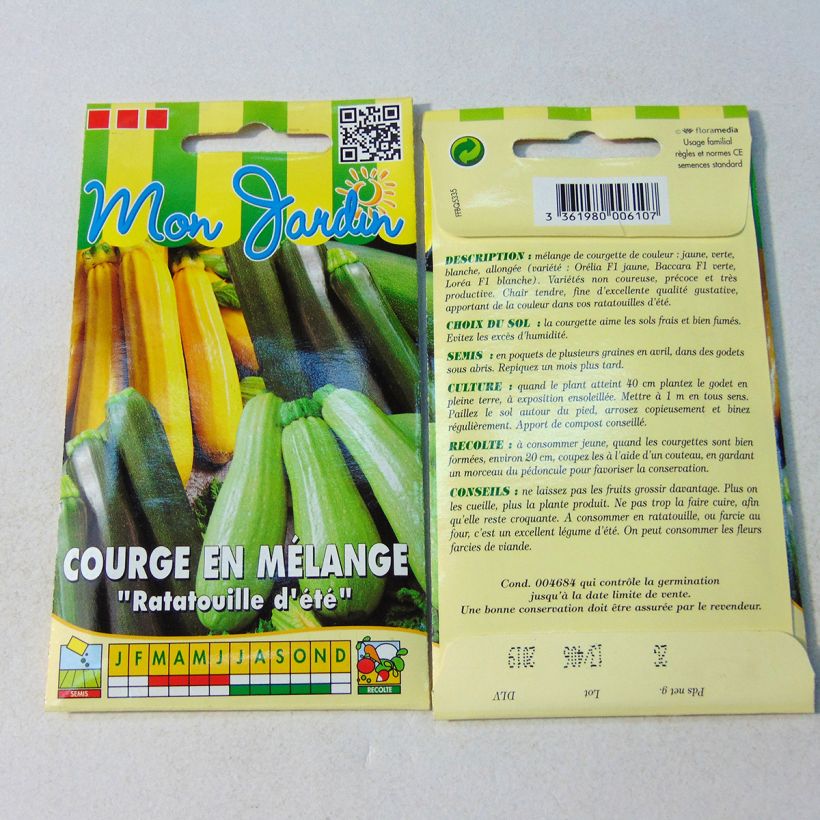 Mon Jardin
COURGE EN MÉLANGE
"Ratatouille d'été"
J F M A M J J A S O N D
SEMIS
RECOLTE
© floramedia
Usage familial
règles et normes CE
semences standard
3 361980 006107
DESCRIPTION : mélange de courgette de couleur : jaune, verte,
blanche, allongée (variété : Orélia F1 jaune, Baccara F1 verte,
Loréa F1 blanche). Variétés non coureuse, précoce et très
productive. Chair tendre, fine d'excellente qualité gustative,
apportant de la couleur dans vos ratatouilles d'été.
CHOIX DU SOL : la courgette aime les sols frais et bien fumés.
Evitez les excès d'humidité.
SEMIS : en poquets de plusieurs graines en avril, dans des godets
sous abris. Repiquez un mois plus tard.
CULTURE : quand le plant atteint 40 cm plantez le godet en
pleine terre, à exposition ensoleillée. Mettre à 1 m en tous sens.
Paillez le sol autour du pied, arrosez copieusement et binez
régulièrement. Apport de compost conseillé.
RECOLTE : à consommer jeune, quand les courgettes sont bien
formées, environ 20 cm, coupez les à l'aide d'un couteau, en gardant
un morceau du pédoncule pour favoriser la conservation.
CONSEILS : ne laissez pas les fruits grossir davantage. Plus on
les cueille, plus la plante produit. Ne pas trop la faire cuire, afin
qu'elle reste croquante. A consommer en ratatouille, ou farcie au
four, c'est un excellent légume d'été. On peut consommer les fleurs
farcies de viande.
Cond. 004684 qui contrôle la germination
jusqu'à la date limite de vente.
Une bonne conservation doit être assurée par le revendeur.
2019
DLV Lot Pds net g.